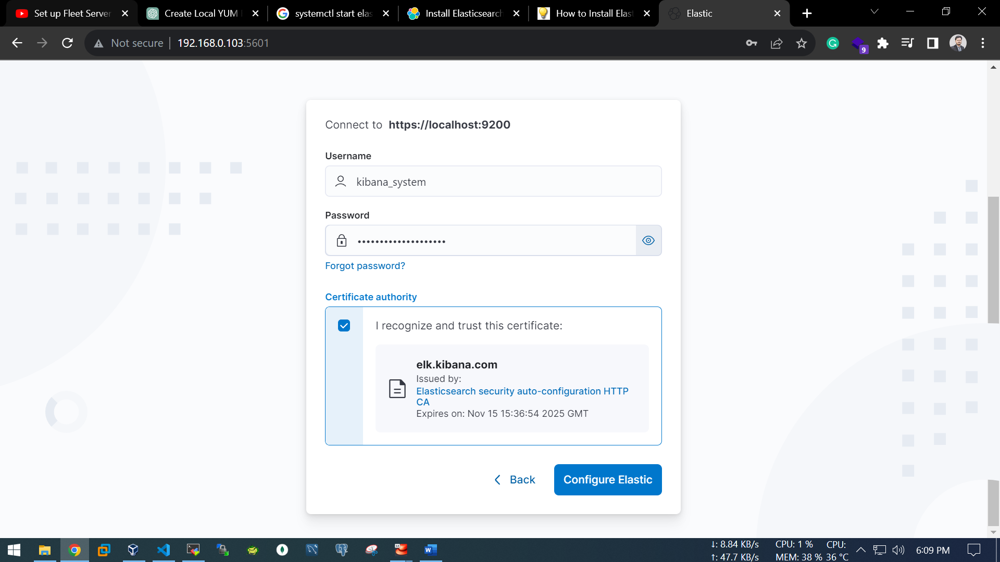 Set up Fleet Server
Create Local YUM
systemctl start elas
Install Elasticsearch
How to Install Elast
Elastic
Not secure
192.168.0.103:5601
9
Connect to https://localhost:9200
Username
kibana_system
Password
Forgot password?
Certificate authority
I recognize and trust this certificate:
elk.kibana.com
Issued by:
Elasticsearch security auto-configuration HTTP
CA
Expires on: Nov 15 15:36:54 2025 GMT
Back
Configure Elastic
↓: 8.84 KB/s CPU: 1 % CPU:
↑: 47.7 KB/s MEM: 38 % 36 °C
6:09 PM